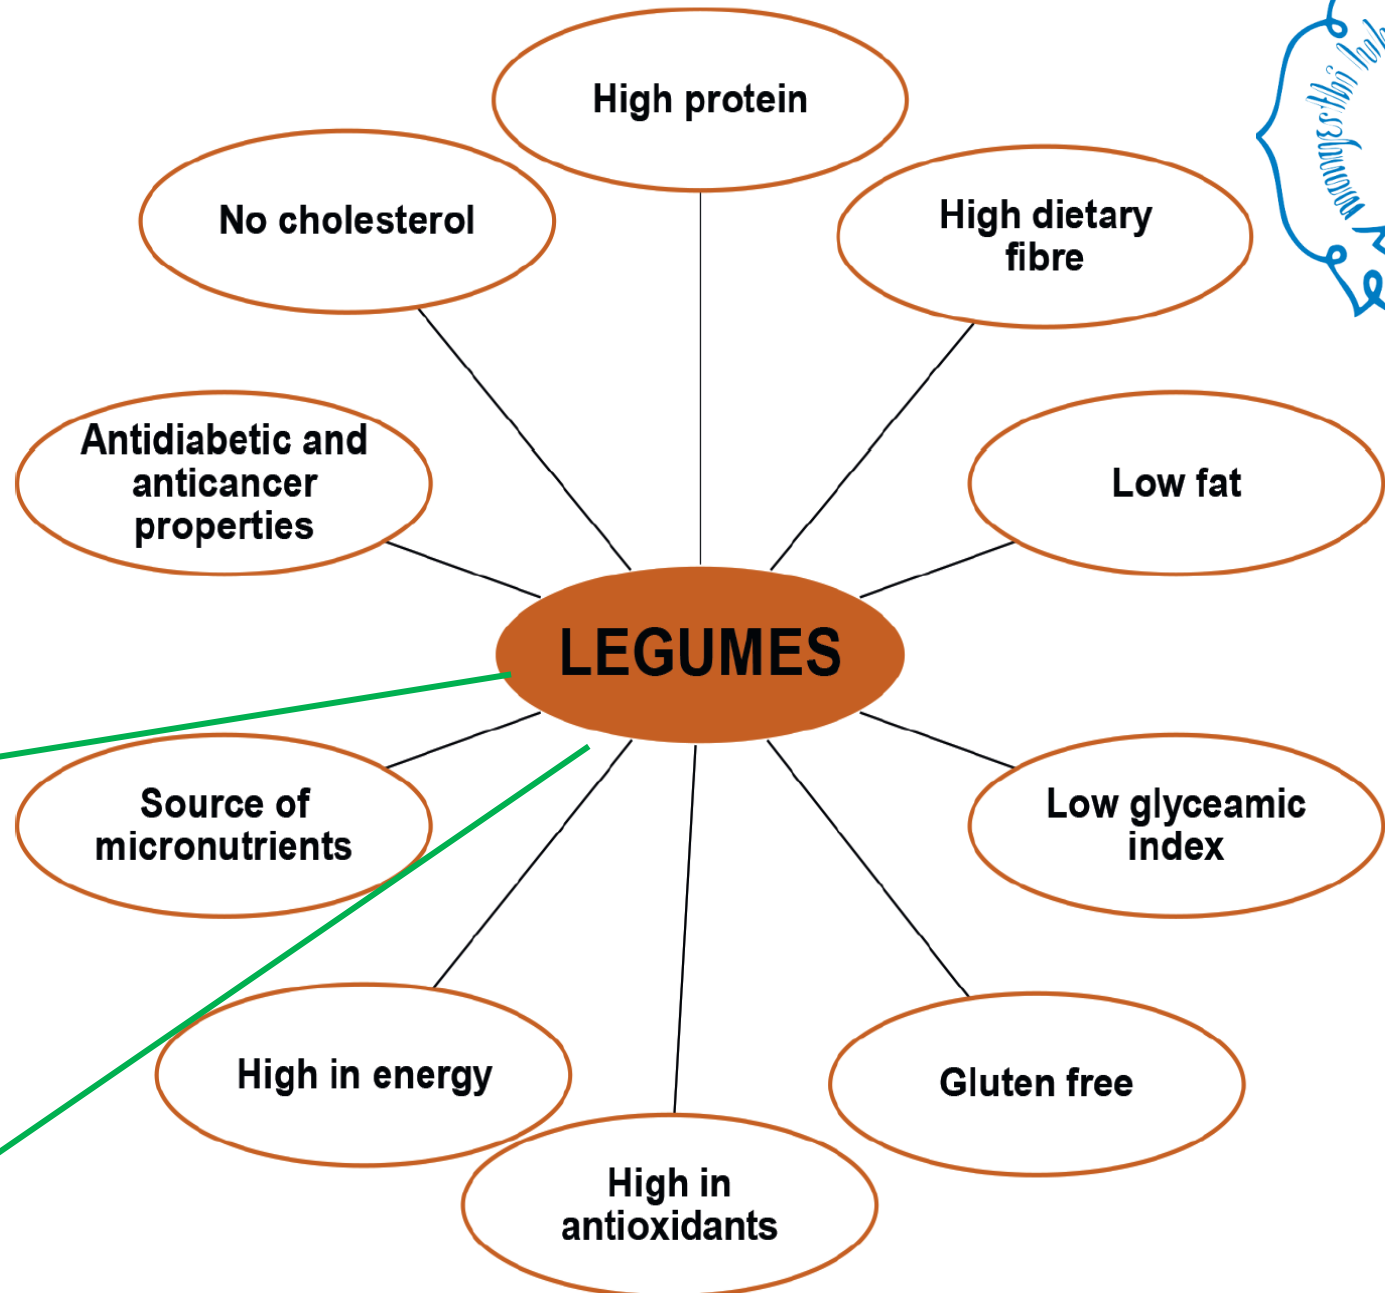 High protein
No cholesterol
High dietary
fibre
Antidiabetic and
anticancer
properties
Low fat
LEGUMES
Source of
micronutrients
Low glyceamic
index
High in energy
Gluten free
High in
antioxidants